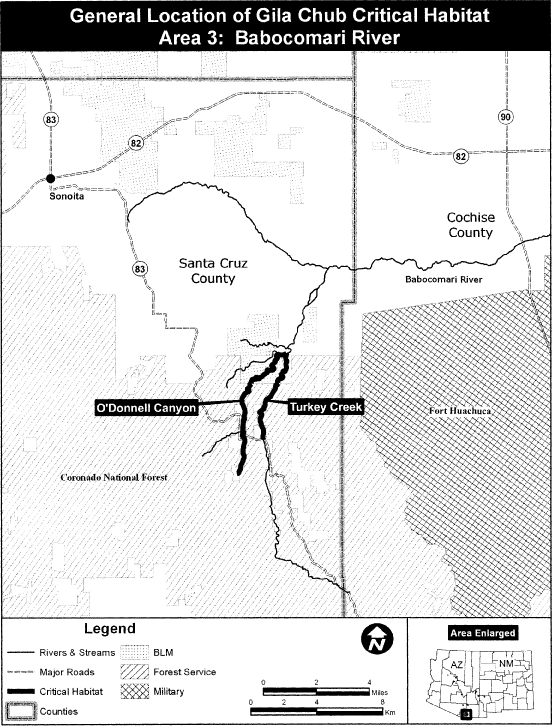 General Location of Gila Chub Critical Habitat
Area 3: Babocomari River
83
82
90
82
Sonoita
Cochise
County
83
Santa Cruz
County
Babocomari River
O'Donnell Canyon
Turkey Creek
Fort Huachuca
Coronado National Forest
Legend
Rivers & Streams
BLM
Major Roads
Forest Service
Critical Habitat
Military
Counties
N
0 2 4
Miles
0 2 4 8
Km
Area Enlarged
AZ
NM
3